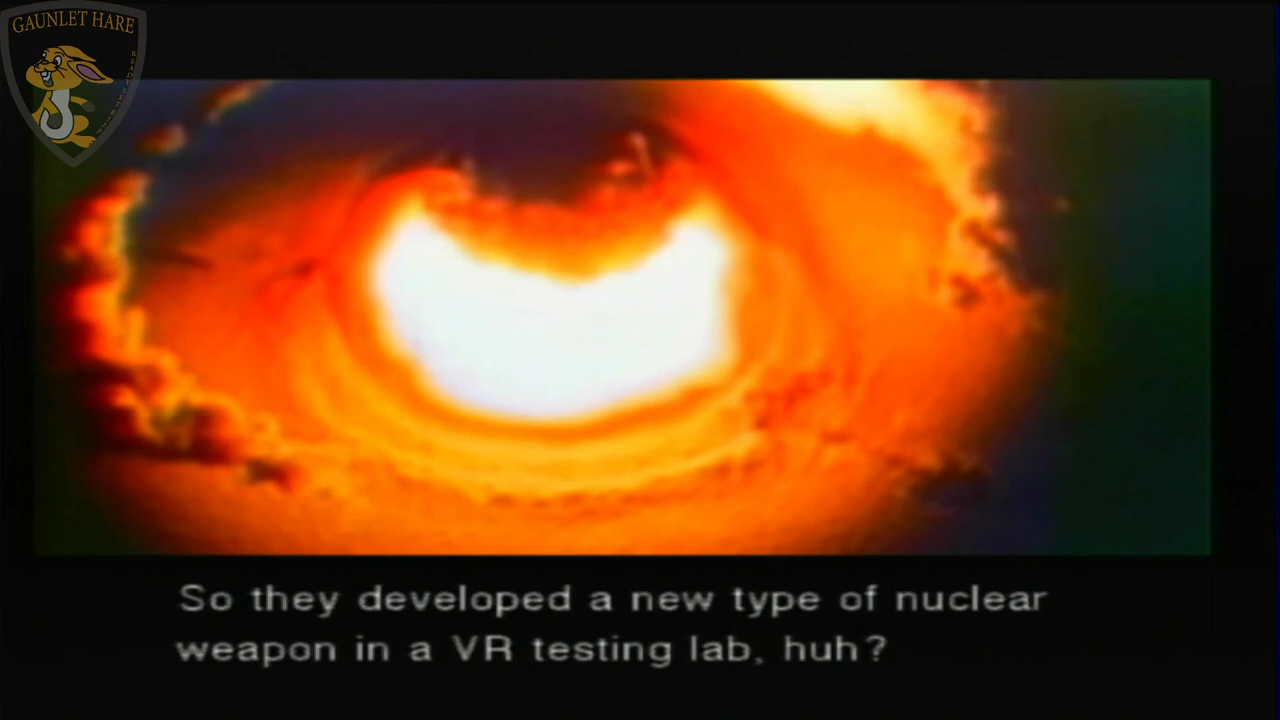 GAUNLET HARE
So they developed a new type of nuclear
weapon in a VR testing lab, huh?